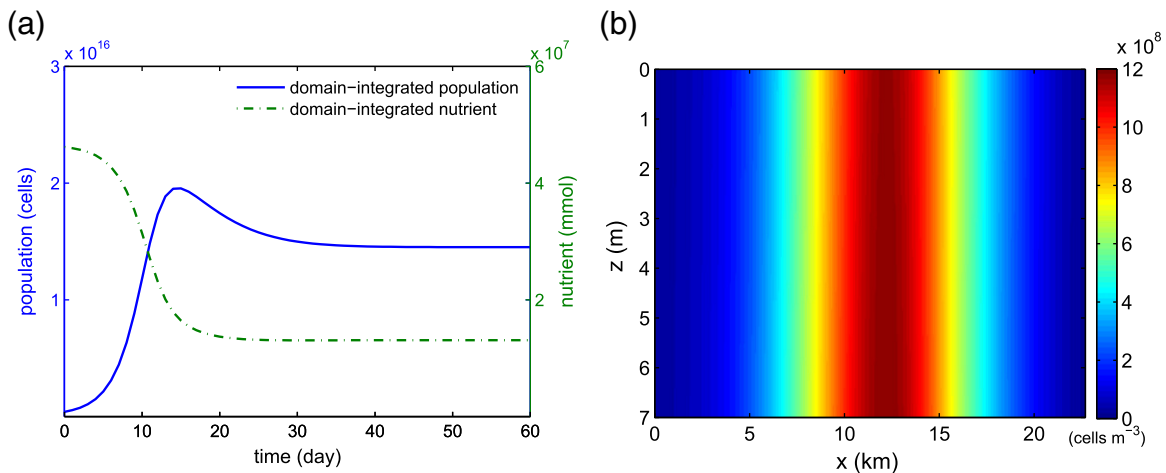 (a)
x 10^16
x 10^7
3
2
1
6
4
2
domain-integrated population
domain-integrated nutrient
population (cells)
nutrient (mmol)
0 10 20 30 40 50 60
time (day)
(b)
x 10^8
0
1
2
3
4
5
6
7
z (m)
0 5 10 15 20
x (km)
12
10
8
6
4
2
0
(cells m^-3)